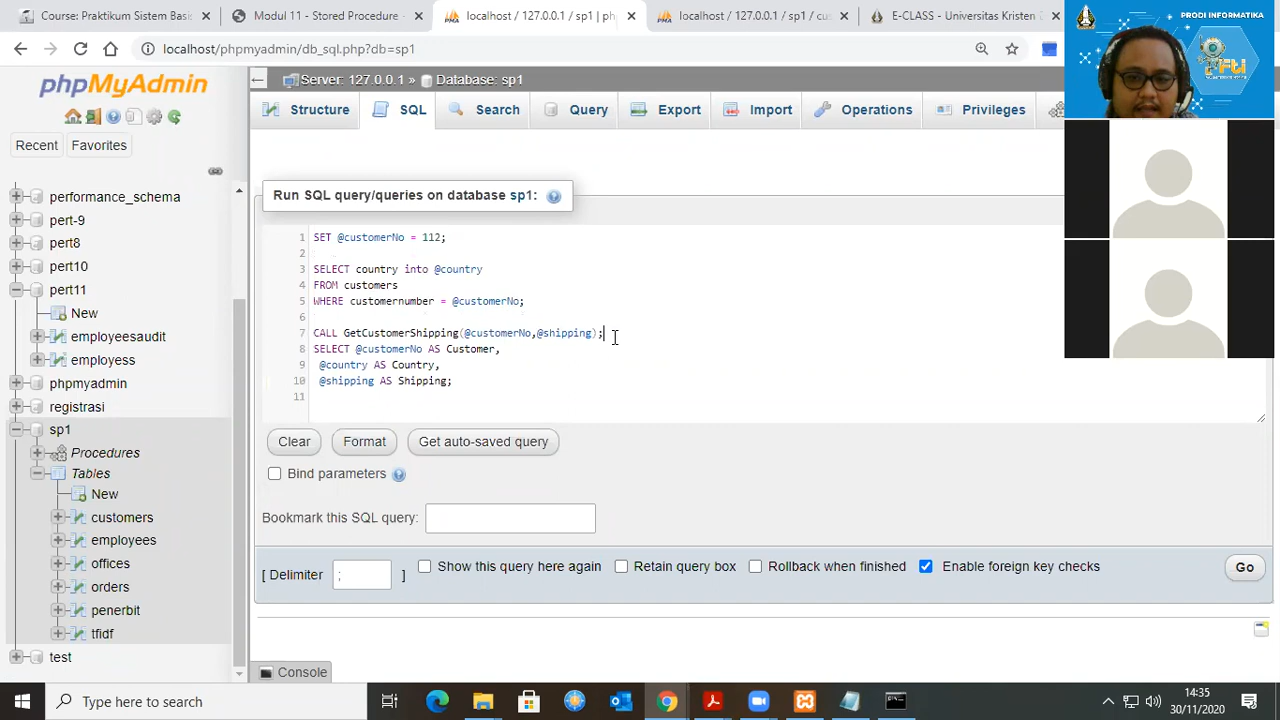 Course: Praktikum Sistem Basis
Modul 11 - Stored Procedure -
localhost / 127.0.0.1 / sp1 | ph
localhost / 127.0.0.1 / sp1 / cus
E-CLASS - Universitas Kristen
localhost/phpmyadmin/db_sql.php?db=sp1
PRODI INFORMATIKA
Fti
phpMyAdmin
Server: 127.0.0.1 » Database: sp1
Structure SQL Search Query Export Import Operations Privileges
Recent Favorites
Run SQL query/queries on database sp1:
performance_schema
pert-9
pert8
pert10
pert11
New
employeesaudit
employess
phpmyadmin
registrasi
sp1
Procedures
Tables
New
customers
employees
offices
orders
penerbit
tfidf
test
1 SET @customerNo = 112;
2
3 SELECT country into @country
4 FROM customers
5 WHERE customernumber = @customerNo;
6
7 CALL GetCustomerShipping(@customerNo,@shipping);
8 SELECT @customerNo AS Customer,
9 @country AS Country,
10 @shipping AS Shipping;
11
Clear Format Get auto-saved query
Bind parameters
Bookmark this SQL query:
[ Delimiter ; ] Show this query here again Retain query box Rollback when finished Enable foreign key checks Go
Console
Type here to search
14:35
30/11/2020